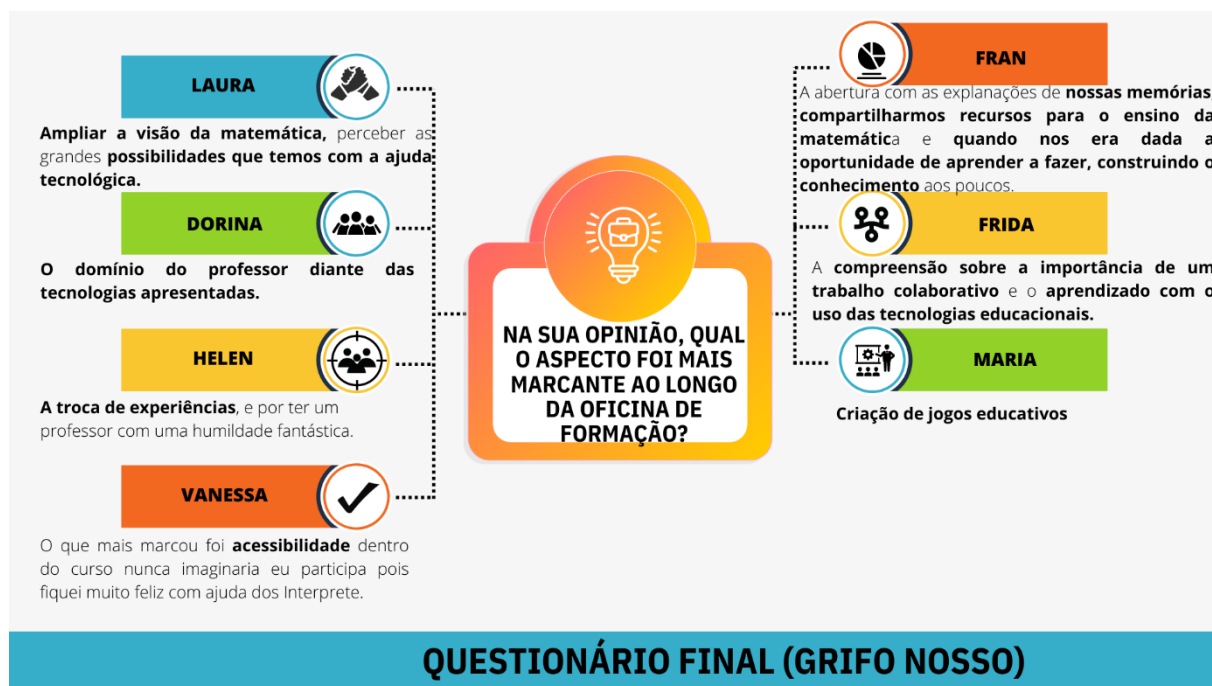 LAURA
Ampliar a visão da matemática, perceber as
grandes possibilidades que temos com a ajuda
tecnológica.
DORINA
O domínio do professor diante das
tecnologias apresentadas.
HELEN
A troca de experiências, e por ter um
professor com uma humildade fantástica.
VANESSA
O que mais marcou foi acessibilidade dentro
do curso nunca imaginaria eu participa pois
fiquei muito feliz com ajuda dos Interprete.
NA SUA OPINIÃO, QUAL
O ASPECTO FOI MAIS
MARCANTE AO LONGO
DA OFICINA DE
FORMAÇÃO?
FRAN
A abertura com as explanações de nossas memórias,
compartilharmos recursos para o ensino da
matemática e quando nos era dada a
oportunidade de aprender a fazer, construindo o
conhecimento aos poucos.
FRIDA
A compreensão sobre a importância de um
trabalho colaborativo e o aprendizado com o
uso das tecnologias educacionais.
MARIA
Criação de jogos educativos
QUESTIONÁRIO FINAL (GRIFO NOSSO)